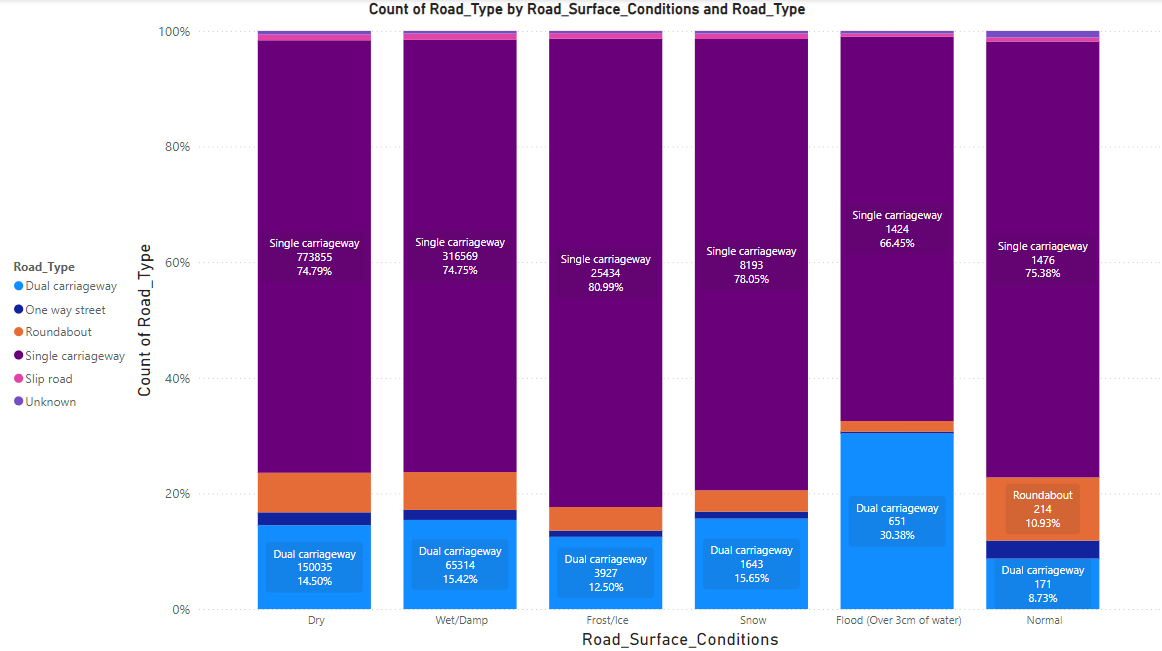 Count of Road_Type by Road_Surface_Conditions and Road_Type
Road_Type
Dual carriageway
One way street
Roundabout
Single carriageway
Slip road
Unknown
Count of Road_Type
100%
80%
60%
40%
20%
0%
Single carriageway
773855
74.79%
Dual carriageway
150035
14.50%
Single carriageway
316569
74.75%
Dual carriageway
65314
15.42%
Single carriageway
25434
80.99%
Dual carriageway
3927
12.50%
Single carriageway
8193
78.05%
Dual carriageway
1643
15.65%
Single carriageway
1424
66.45%
Dual carriageway
651
30.38%
Single carriageway
1476
75.38%
Roundabout
214
10.93%
Dual carriageway
171
8.73%
Dry
Wet/Damp
Frost/Ice
Snow
Flood (Over 3cm of water)
Normal
Road_Surface_Conditions